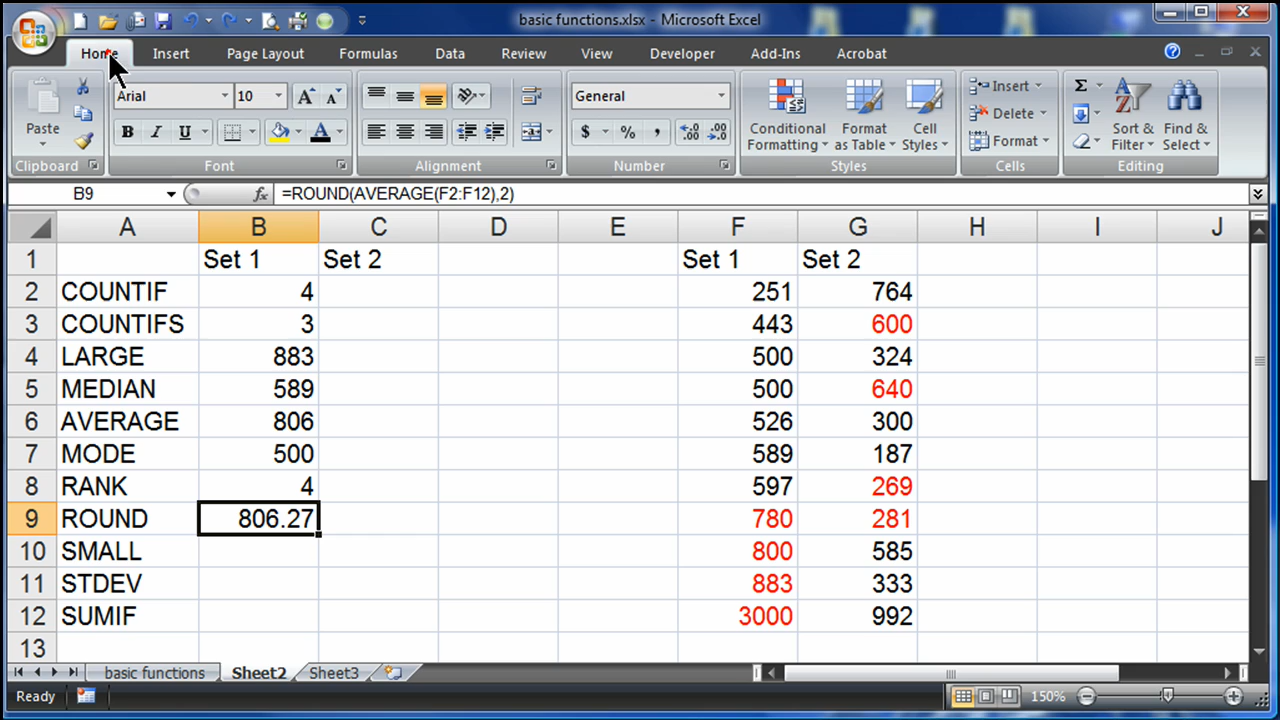 basic functions.xlsx - Microsoft Excel
Home Insert Page Layout Formulas Data Review View Developer Add-Ins Acrobat
Paste
Clipboard
Arial 10
B I U A
Font
Alignment
General
$ % ,
Number
Conditional Formatting
Format as Table
Cell Styles
Styles
Insert
Delete
Format
Cells
Σ
Sort & Filter
Find & Select
Editing
B9 fx =ROUND(AVERAGE(F2:F12),2)
A B C D E F G H I J
1 Set 1 Set 2 Set 1 Set 2
2 COUNTIF 4 251 764
3 COUNTIFS 3 443 600
4 LARGE 883 500 324
5 MEDIAN 589 500 640
6 AVERAGE 806 526 300
7 MODE 500 589 187
8 RANK 4 597 269
9 ROUND 806.27 780 281
10 SMALL 800 585
11 STDEV 883 333
12 SUMIF 3000 992
13
basic functions Sheet2 Sheet3
Ready 150%